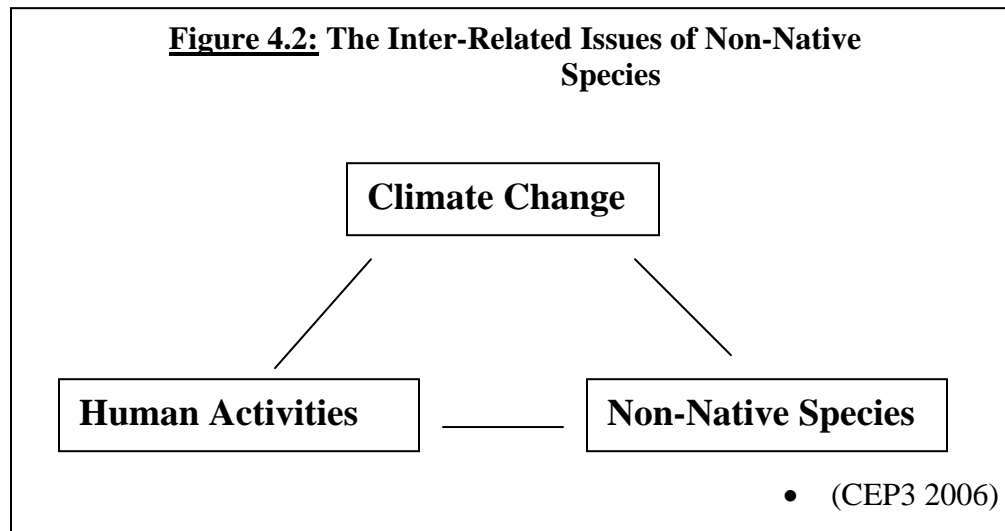 Figure 4.2: The Inter-Related Issues of Non-Native
Species
Climate Change
Human Activities
Non-Native Species
• (CEP3 2006)